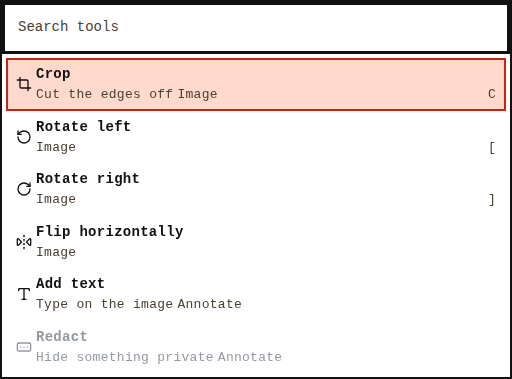 Search tools
Crop
Cut the edges off Image C
Rotate left
Image [
Rotate right
Image ]
Flip horizontally
Image
Add text
Type on the image Annotate
Redact
Hide something private Annotate